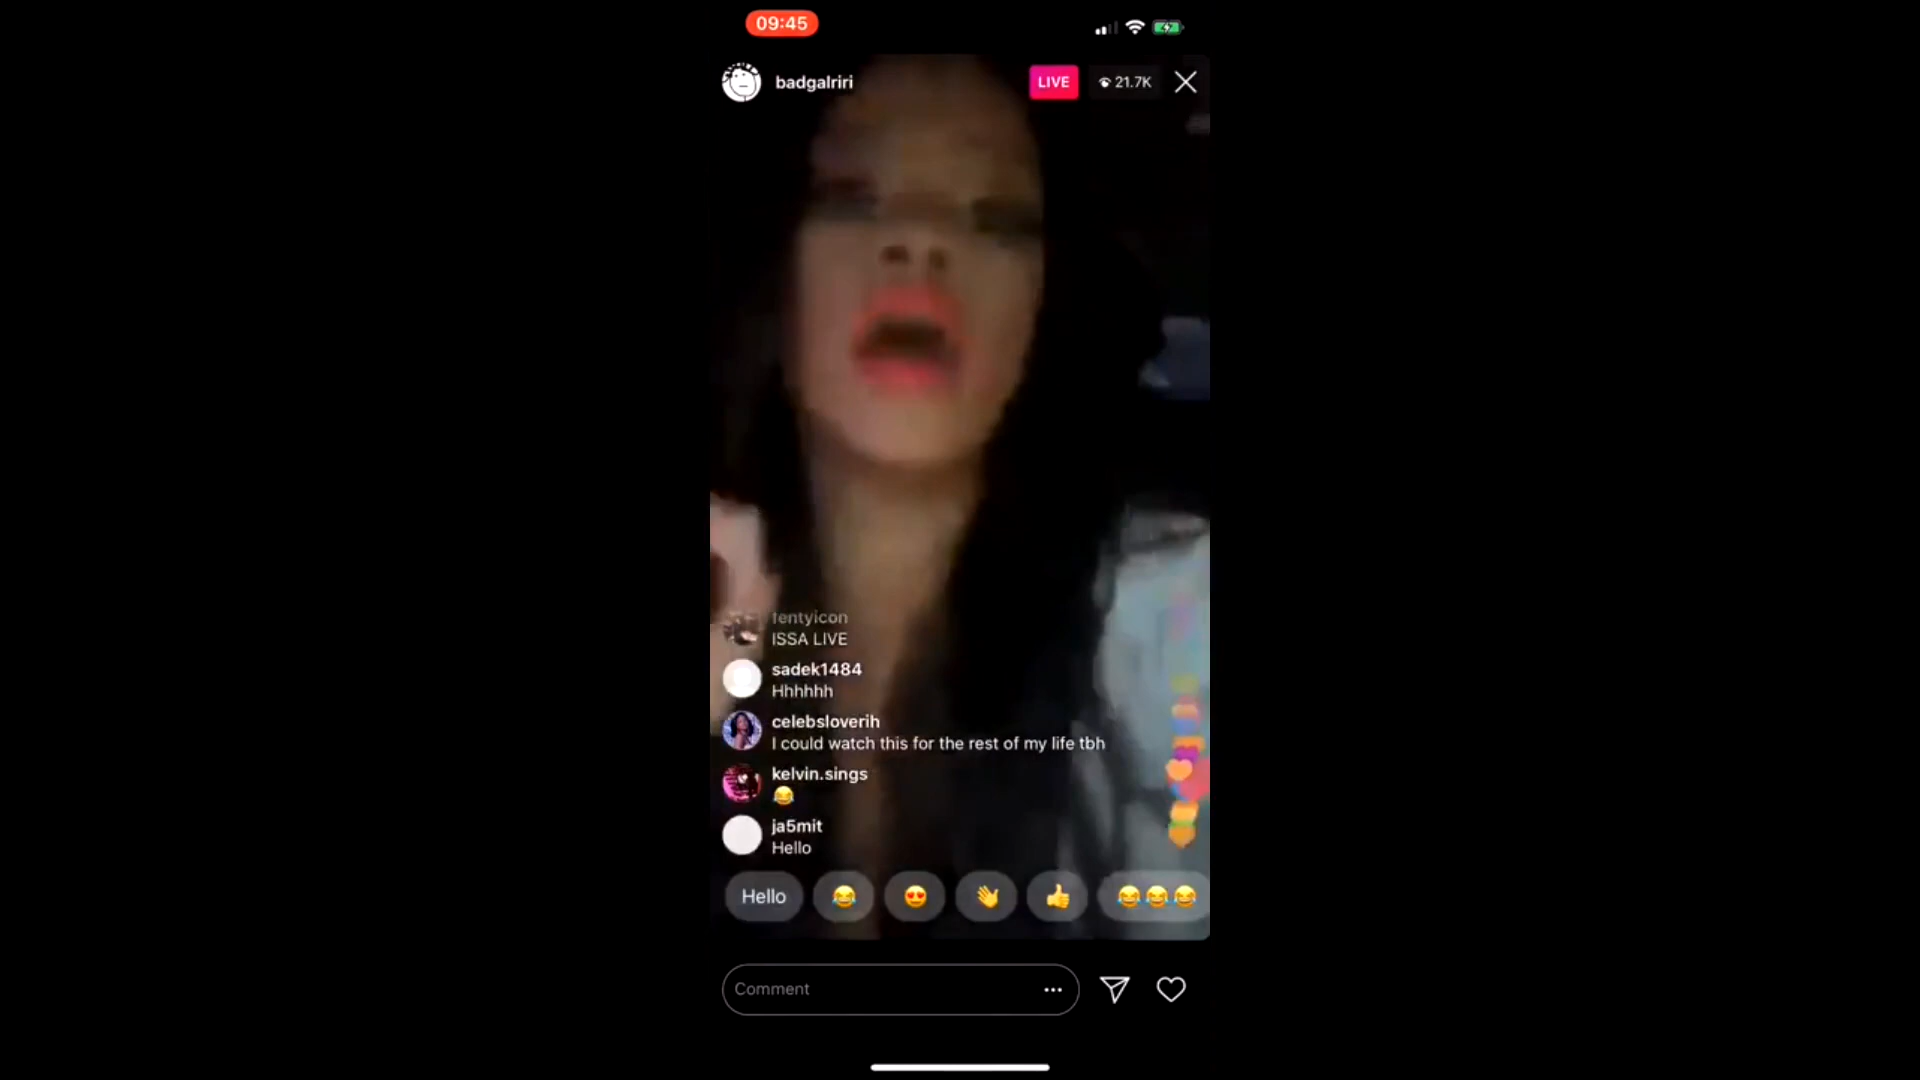 09:45
badgalriri
LIVE
21.7K
fentyicon
ISSA LIVE
sadek1484
Hhhhhh
celebsloverih
I could watch this for the rest of my life tbh
kelvin.sings
😂
ja5mit
Hello
Hello 😂 😍 👋 👍 😂😂😂
Comment